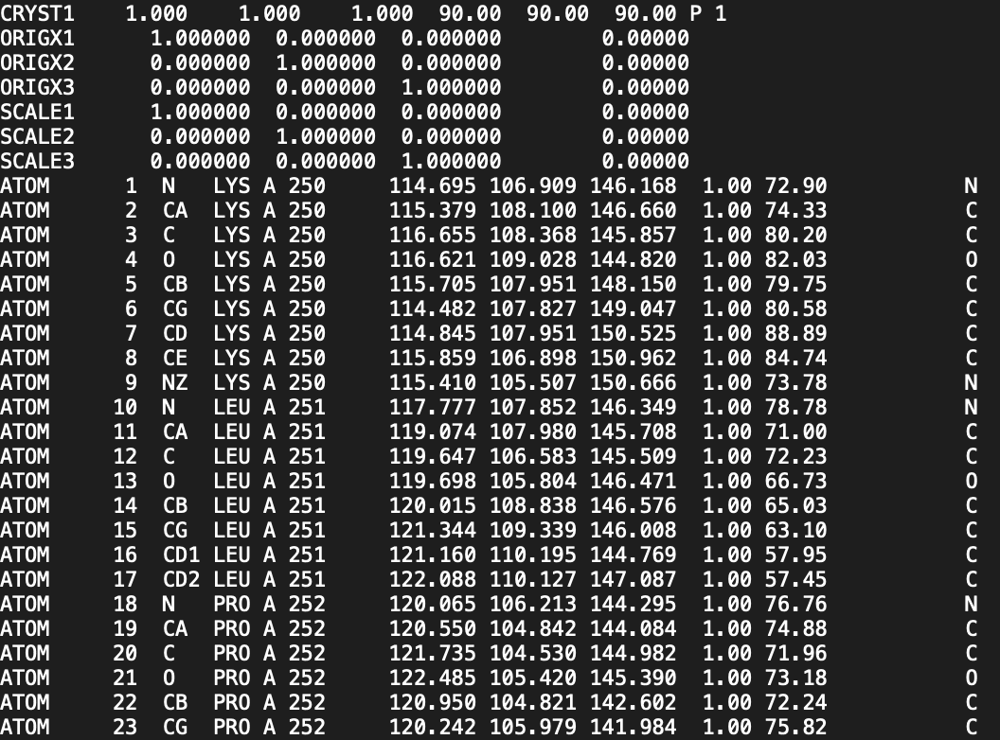 CRYST1    1.000    1.000    1.000  90.00  90.00  90.00 P 1
ORIGX1      1.000000  0.000000  0.000000        0.00000
ORIGX2      0.000000  1.000000  0.000000        0.00000
ORIGX3      0.000000  0.000000  1.000000        0.00000
SCALE1      1.000000  0.000000  0.000000        0.00000
SCALE2      0.000000  1.000000  0.000000        0.00000
SCALE3      0.000000  0.000000  1.000000        0.00000
ATOM      1  N   LYS A 250     114.695 106.909 146.168  1.00 72.90           N
ATOM      2  CA  LYS A 250     115.379 108.100 146.660  1.00 74.33           C
ATOM      3  C   LYS A 250     116.655 108.368 145.857  1.00 80.20           C
ATOM      4  O   LYS A 250     116.621 109.028 144.820  1.00 82.03           O
ATOM      5  CB  LYS A 250     115.705 107.951 148.150  1.00 79.75           C
ATOM      6  CG  LYS A 250     114.482 107.827 149.047  1.00 80.58           C
ATOM      7  CD  LYS A 250     114.845 107.951 150.525  1.00 88.89           C
ATOM      8  CE  LYS A 250     115.859 106.898 150.962  1.00 84.74           C
ATOM      9  NZ  LYS A 250     115.410 105.507 150.666  1.00 73.78           N
ATOM     10  N   LEU A 251     117.777 107.852 146.349  1.00 78.78           N
ATOM     11  CA  LEU A 251     119.074 107.980 145.708  1.00 71.00           C
ATOM     12  C   LEU A 251     119.647 106.583 145.509  1.00 72.23           C
ATOM     13  O   LEU A 251     119.698 105.804 146.471  1.00 66.73           O
ATOM     14  CB  LEU A 251     120.015 108.838 146.576  1.00 65.03           C
ATOM     15  CG  LEU A 251     121.344 109.339 146.008  1.00 63.10           C
ATOM     16  CD1 LEU A 251     121.160 110.195 144.769  1.00 57.95           C
ATOM     17  CD2 LEU A 251     122.088 110.127 147.087  1.00 57.45           C
ATOM     18  N   PRO A 252     120.065 106.213 144.295  1.00 76.76           N
ATOM     19  CA  PRO A 252     120.550 104.842 144.084  1.00 74.88           C
ATOM     20  C   PRO A 252     121.735 104.530 144.982  1.00 71.96           C
ATOM     21  O   PRO A 252     122.485 105.420 145.390  1.00 73.18           O
ATOM     22  CB  PRO A 252     120.950 104.821 142.602  1.00 72.24           C
ATOM     23  CG  PRO A 252     120.242 105.979 141.984  1.00 75.82           C